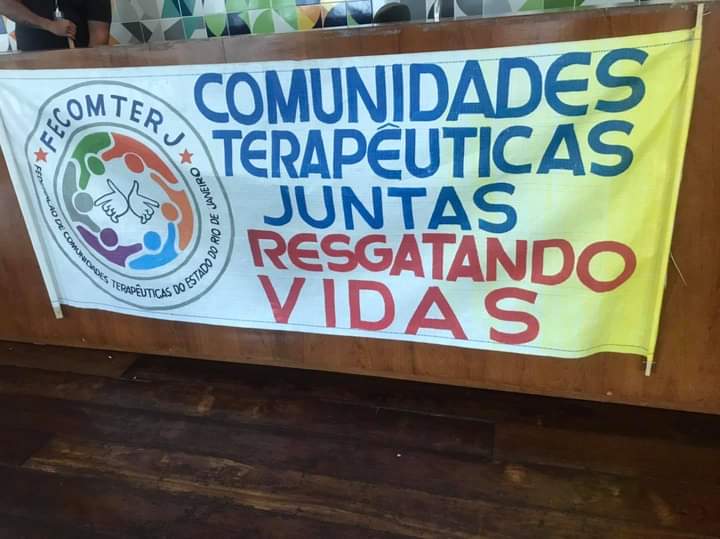 FECOMTERJ
FEDERAÇÃO DE COMUNIDADES TERAPÊUTICAS DO ESTADO DO RIO DE JANEIRO
COMUNIDADES
TERAPÊUTICAS
JUNTAS
RESGATANDO
VIDAS